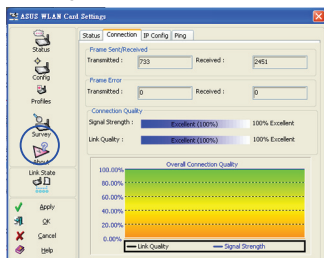 ASUS WLAN Card Settings
Status
Config
Profiles
Survey
About
Link State
Apply
OK
Cancel
Help
Status Connection IP Config Ping
Frame Sent/Received
Transmitted : 733 Received : 2451
Frame Error
Transmitted : 0 Received : 0
Connection Quality
Signal Strength : Excellent (100%) 100% Excellent
Link Quality : Excellent (100%) 100% Excellent
Overall Connection Quality
100.00%
80.00%
60.00%
40.00%
20.00%
0.00%
Link Quality Signal Strength